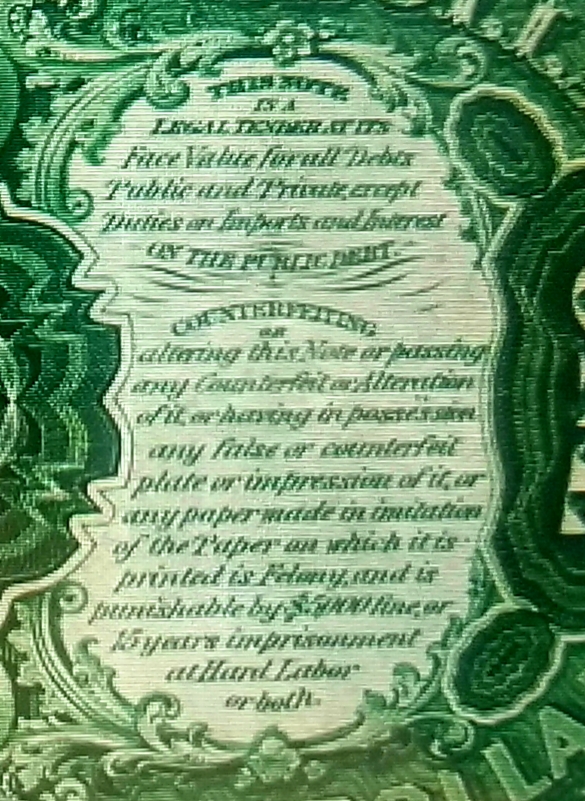 THIS NOTE
IS A
LEGAL TENDER AT ITS
Face Value for all Debts
Public and Private, except
Duties on Imports and Interest
ON THE PUBLIC DEBT.
COUNTERFEITING
or
altering this Note or passing
any Counterfeit or Alteration
of it, or having in possession
any false or counterfeit
plate or impression of it, or
any paper made in imitation
of the Paper on which it is
printed is Felony, and is
punishable by $5000 fine, or
15 years imprisonment
at Hard Labor
or both.
LLA